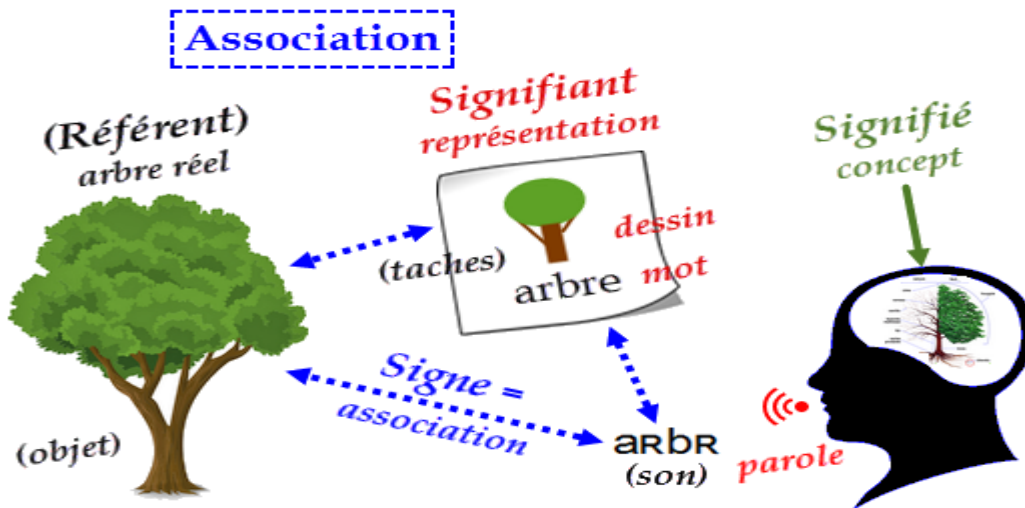 Association
(Référent)
arbre réel
Signifiant
représentation
Signifié
concept
dessin
(taches)
mot
arbre
Signe =
association
(objet)
aRbR
(son)
parole